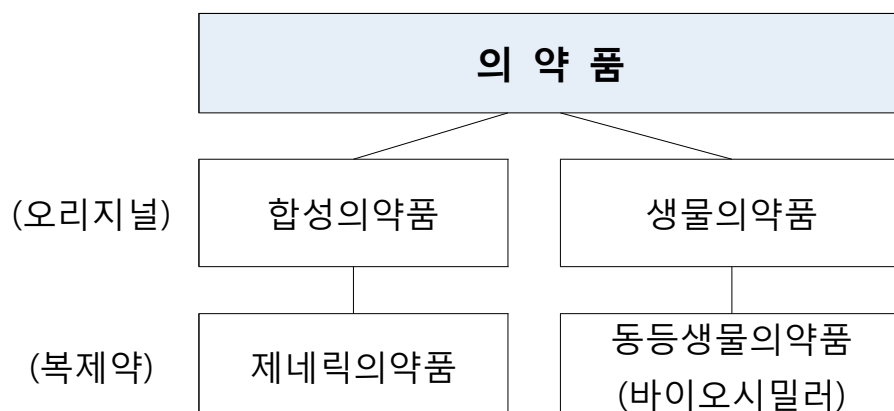 의 약 품
(오리지널) 합성의약품 생물의약품
(복제약) 제네릭의약품 동등생물의약품
(바이오시밀러)